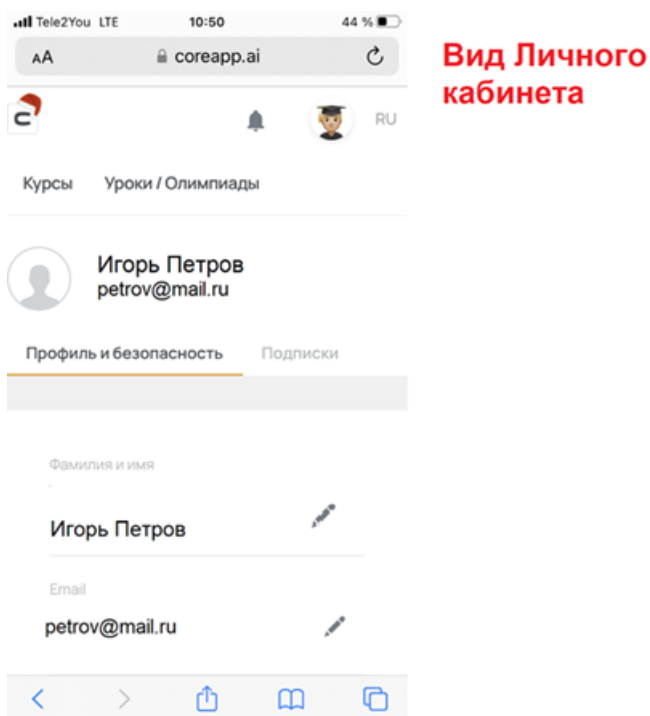 Tele2You LTE 10:50 44 %
AA coreapp.ai
Вид Личного
кабинета
c RU
Курсы Уроки / Олимпиады
Игорь Петров
petrov@mail.ru
Профиль и безопасность Подписки
Фамилия и имя
Игорь Петров
Email
petrov@mail.ru